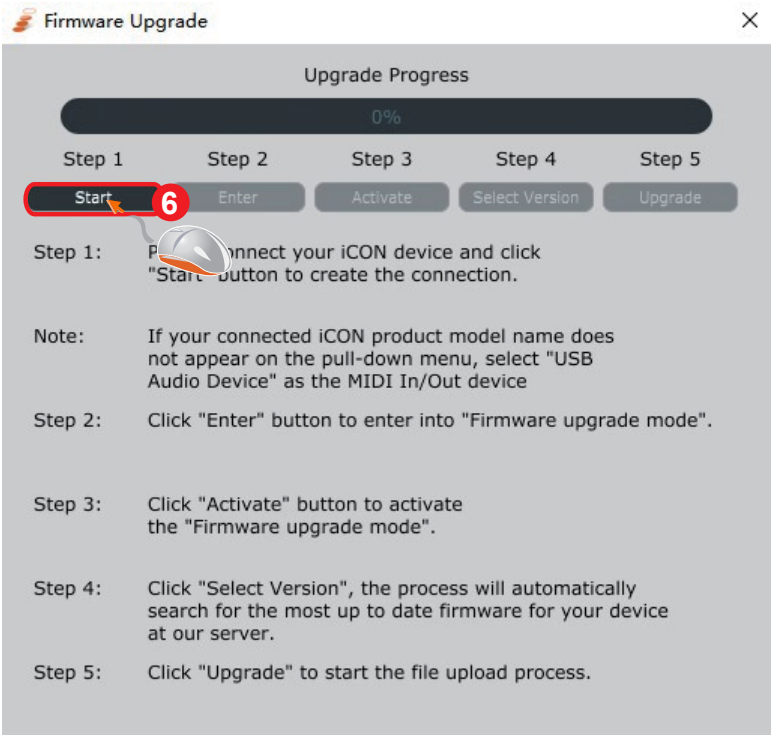 Firmware Upgrade
Upgrade Progress
0%
Step 1 Step 2 Step 3 Step 4 Step 5
Start 6 Enter Activate Select Version Upgrade
Step 1: connect your iCON device and click
"Start" button to create the connection.
Note: If your connected iCON product model name does
not appear on the pull-down menu, select "USB
Audio Device" as the MIDI In/Out device
Step 2: Click "Enter" button to enter into "Firmware upgrade mode".
Step 3: Click "Activate" button to activate
the "Firmware upgrade mode".
Step 4: Click "Select Version", the process will automatically
search for the most up to date firmware for your device
at our server.
Step 5: Click "Upgrade" to start the file upload process.